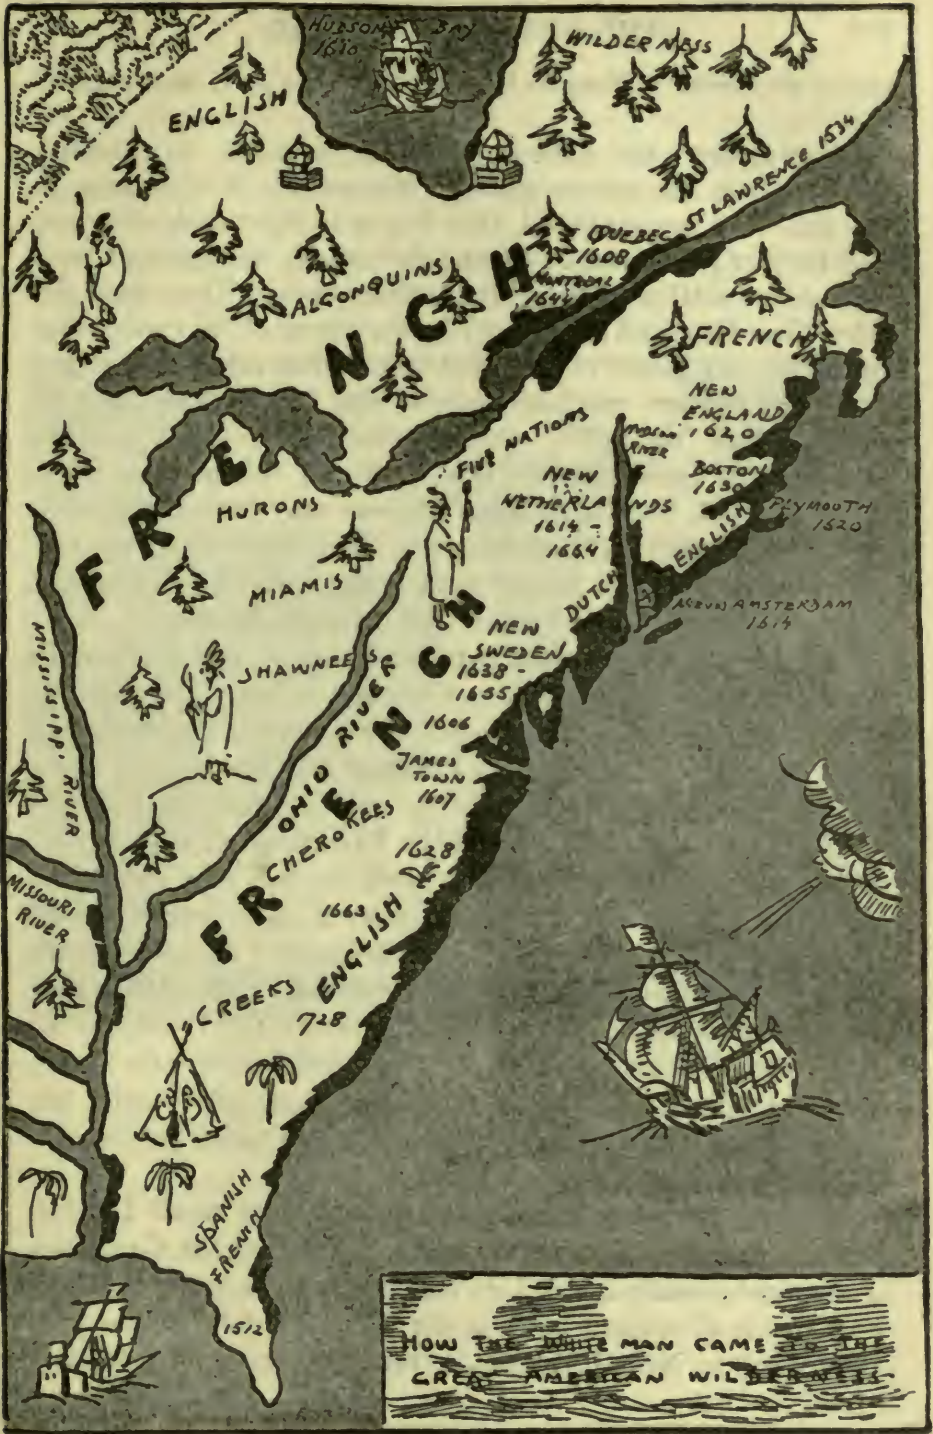 HUDSON BAY
1610
WILDERNESS
ENGLISH
ST LAWRENCE 1534
QUEBEC
1608
MONTREAL
1644
ALGONQUINS
FRENCH
FRENCH
NEW
ENGLAND
1620
HUDSON
RIVER
FIVE NATIONS
BOSTON
1630
NEW
NETHERLANDS
1614 -
1664
PLYMOUTH
1620
ENGLISH
HURONS
MIAMIS
DUTCH
AMSTERDAM
1614
NEW
SWEDEN
1638 -
1655
SHAWNEES
MISSISSIPPI RIVER
OHIO RIVER
FRENCH
1606
JAMES
TOWN
1607
CHEROKEES
1628
MISSOURI
RIVER
1663
ENGLISH
CREEKS
728
SPANISH
FRENCH
1512
HOW THE WHITE MAN CAME TO THE
GREAT AMERICAN WILDERNESS